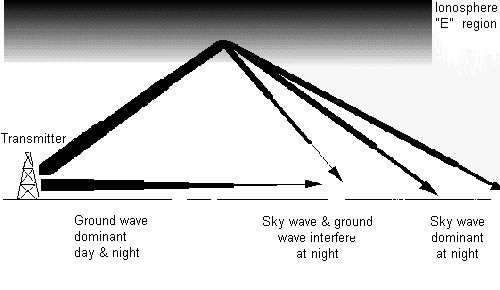 Ionosphere
"E" region
Transmitter
Ground wave
dominant
day & night
Sky wave & ground
wave interfere
at night
Sky wave
dominant
at night